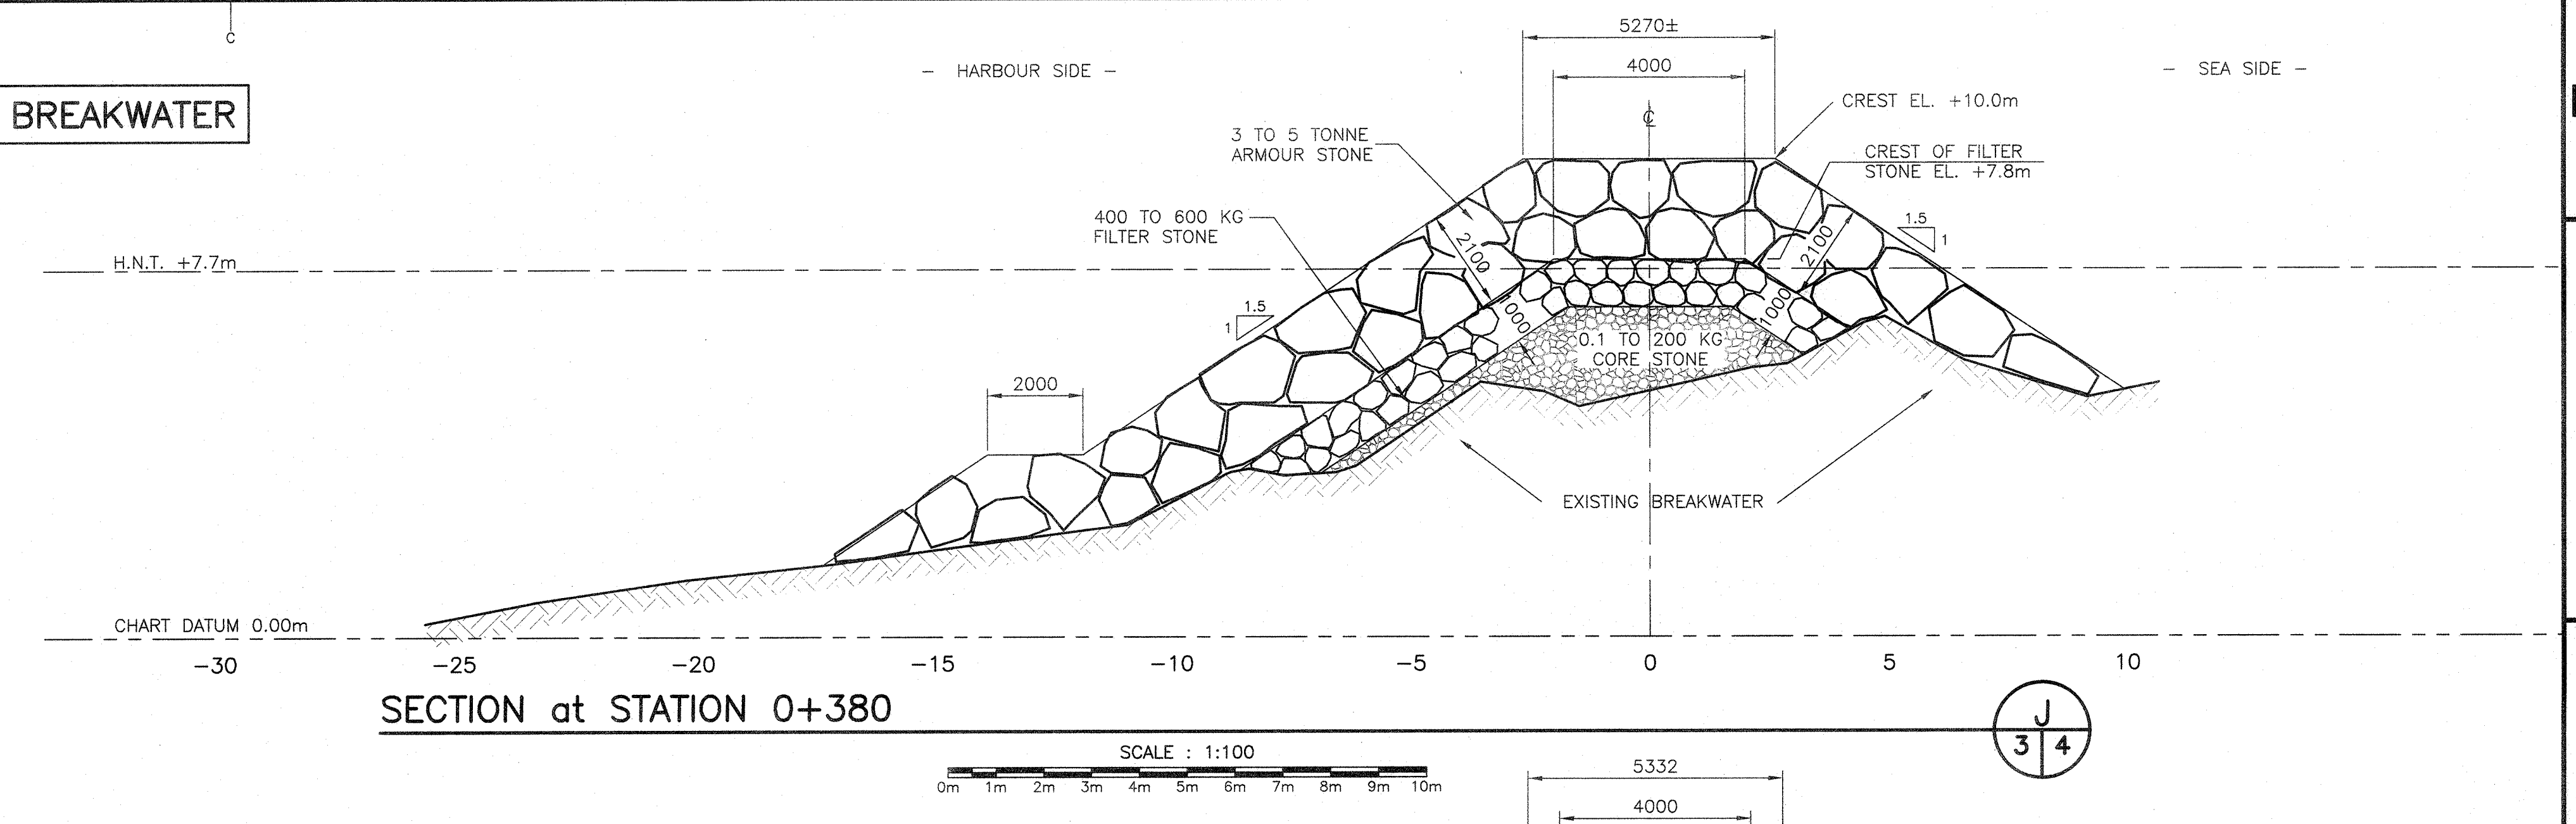 C
BREAKWATER
- HARBOUR SIDE -
5270±
4000
- SEA SIDE -
CREST EL. +10.0m
℄
3 TO 5 TONNE
ARMOUR STONE
CREST OF FILTER
STONE EL. +7.8m
400 TO 600 KG
FILTER STONE
1.5
1
2100
2100
H.N.T. +7.7m
1.5
1
1000
1000
0.1 TO 200 KG
CORE STONE
2000
EXISTING BREAKWATER
CHART DATUM 0.00m
-30 -25 -20 -15 -10 -5 0 5 10
SECTION at STATION 0+380
J
3 4
SCALE : 1:100
0m 1m 2m 3m 4m 5m 6m 7m 8m 9m 10m
5332
4000